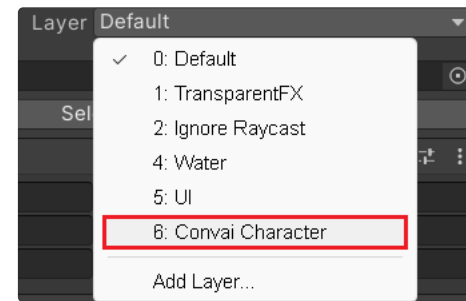 Layer Default
0: Default
1: TransparentFX
2: Ignore Raycast
Sel
4: Water
5: UI
6: Convai Character
Add Layer...